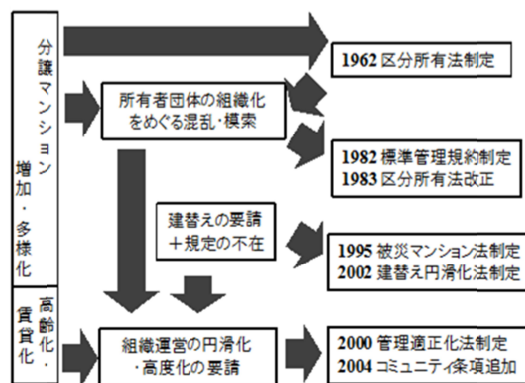 分譲マンション
増加・多様化
高齢化・
賃貸化
1962 区分所有法制定
所有者団体の組織化
をめぐる混乱・模索
1982 標準管理規約制定
1983 区分所有法改正
建替えの要請
＋規定の不在
1995 被災マンション法制定
2002 建替え円滑化法制定
組織運営の円滑化
・高度化の要請
2000 管理適正化法制定
2004 コミュニティ条項追加